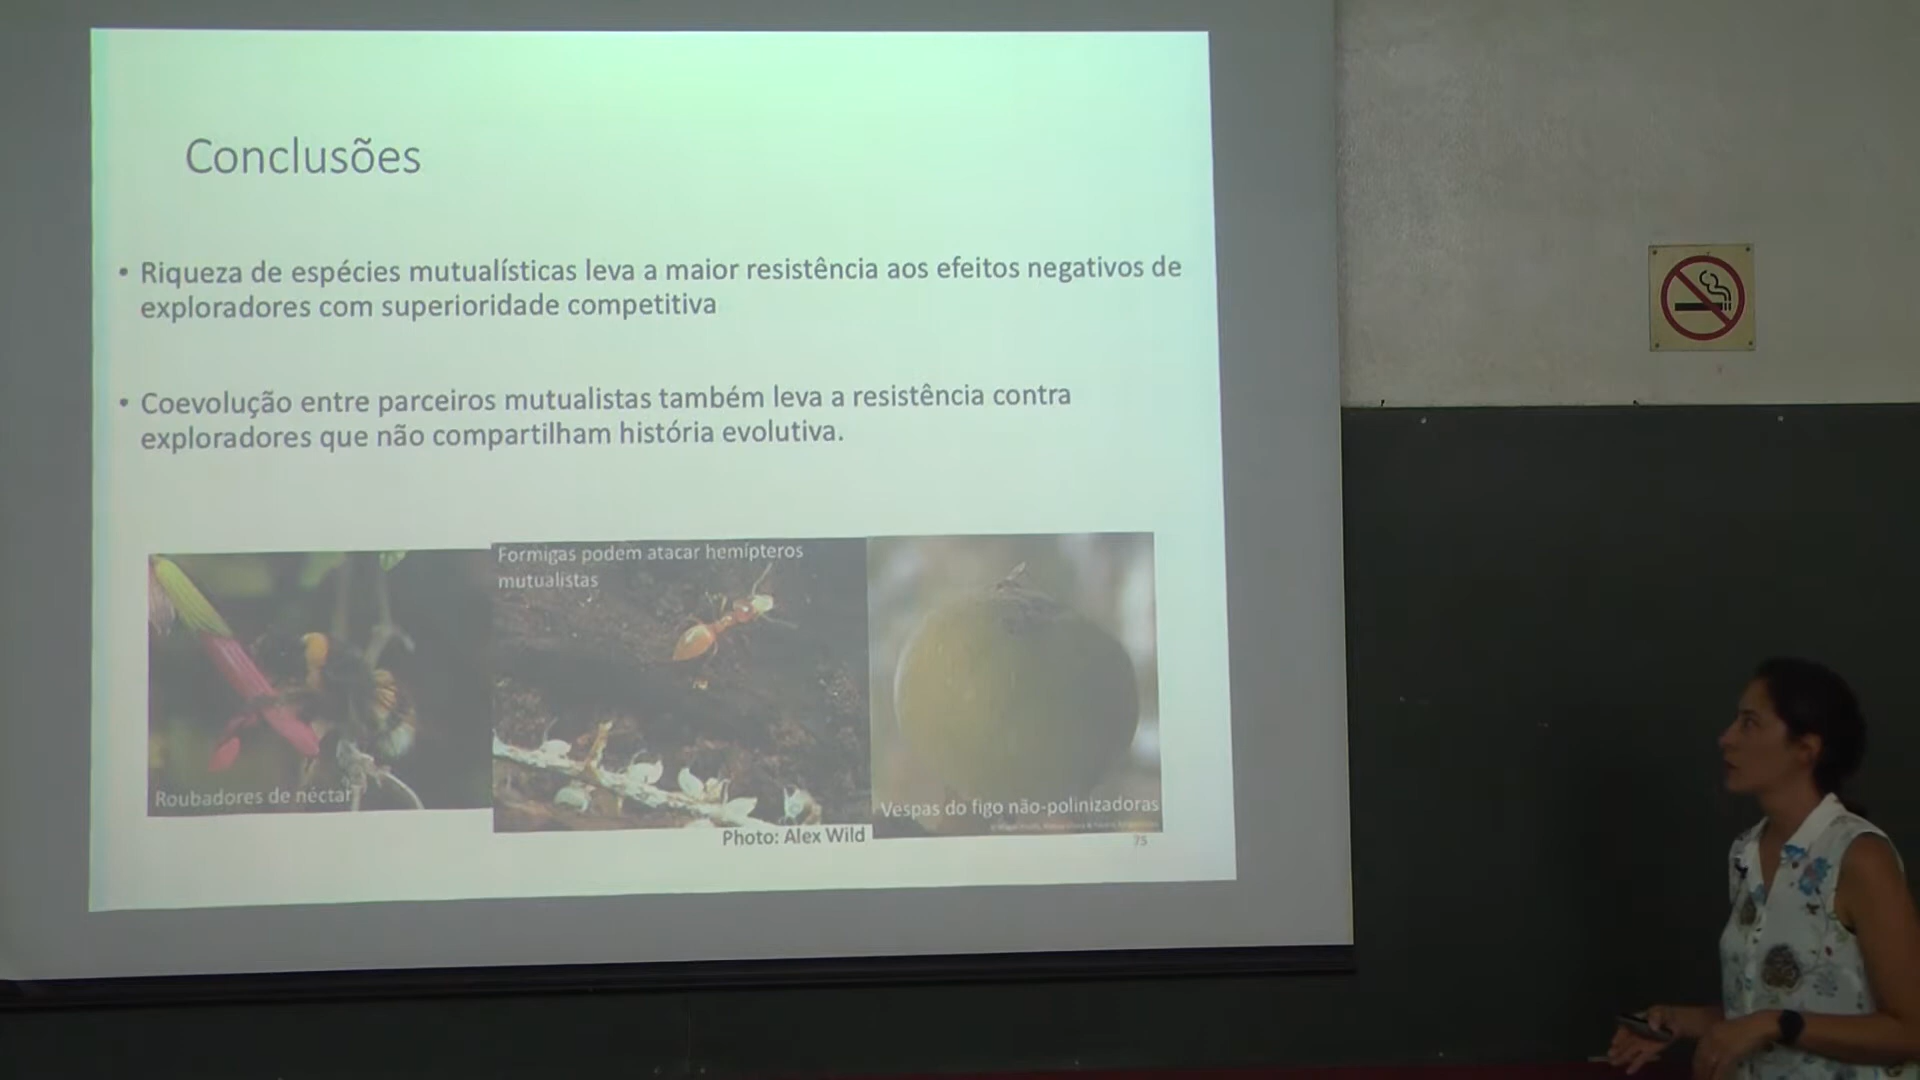 Conclusões
• Riqueza de espécies mutualísticas leva a maior resistência aos efeitos negativos de
exploradores com superioridade competitiva
• Coevolução entre parceiros mutualistas também leva a resistência contra
exploradores que não compartilham história evolutiva.
Formigas podem atacar hemípteros
mutualistas
Roubadores de néctar
Vespas do figo não-polinizadoras
Photo: Alex Wild
75